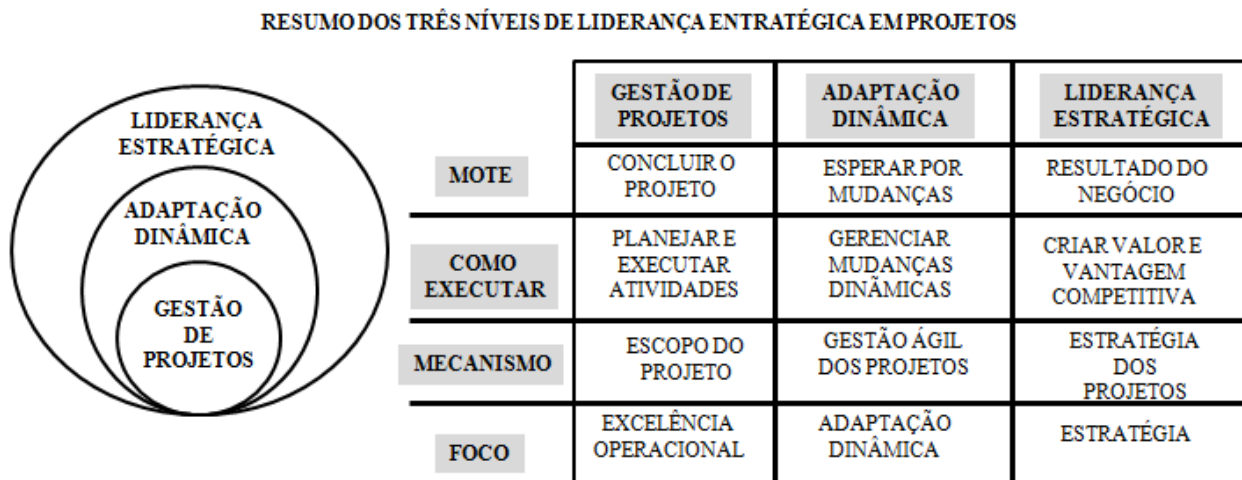 RESUMO DOS TRÊS NÍVEIS DE LIDERANÇA ENTRATÉGICA EM PROJETOS
LIDERANÇA
ESTRATÉGICA
ADAPTAÇÃO
DINÂMICA
GESTÃO
DE
PROJETOS
GESTÃO DE
PROJETOS
ADAPTAÇÃO
DINÂMICA
LIDERANÇA
ESTRATÉGICA
MOTE
CONCLUIR O
PROJETO
ESPERAR POR
MUDANÇAS
RESULTADO DO
NEGÓCIO
COMO
EXECUTAR
PLANEJAR E
EXECUTAR
ATIVIDADES
GERENCIAR
MUDANÇAS
DINÃMICAS
CRIAR VALOR E
VANTAGEM
COMPETITIVA
MECANISMO
ESCOPO DO
PROJETO
GESTÃO ÁGIL
DOS PROJETOS
ESTRATÉGIA
DOS
PROJETOS
FOCO
EXCELÊNCIA
OPERACIONAL
ADAPTAÇÃO
DINÂMICA
ESTRATÉGIA